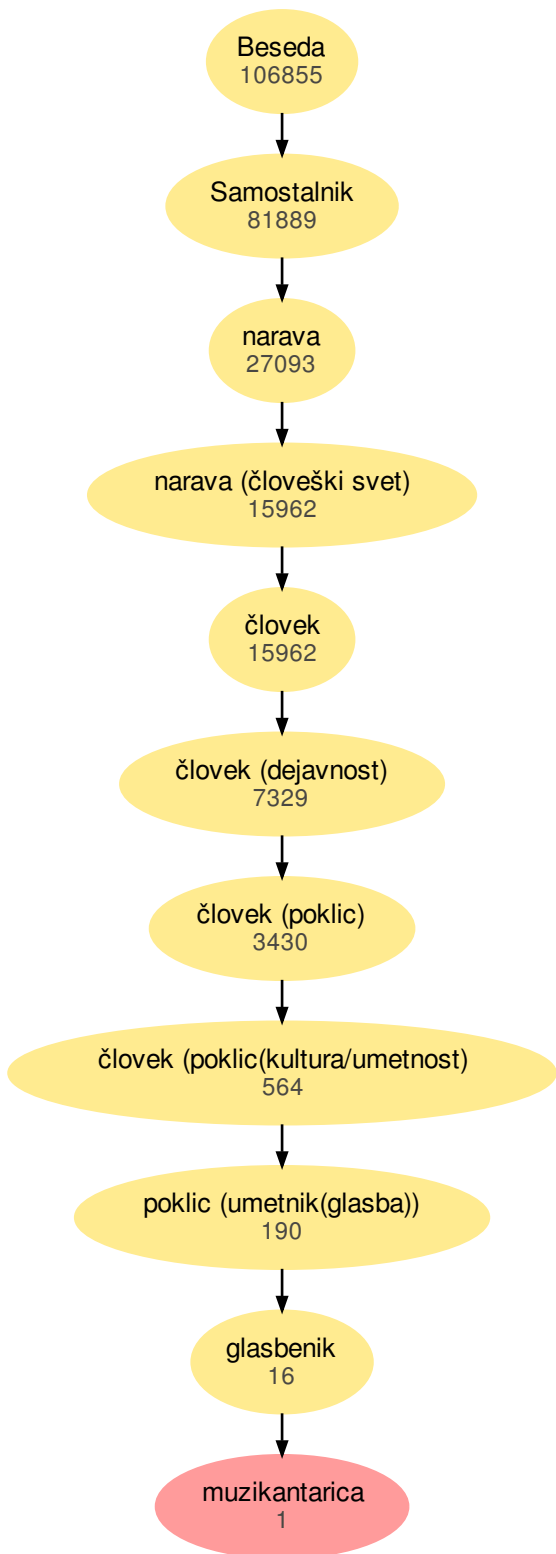 Beseda
106855
Samostalnik
81889
narava
27093
narava (človeški svet)
15962
človek
15962
človek (dejavnost)
7329
človek (poklic)
3430
človek (poklic(kultura/umetnost)
564
poklic (umetnik(glasba))
190
glasbenik
16
muzikantarica
1